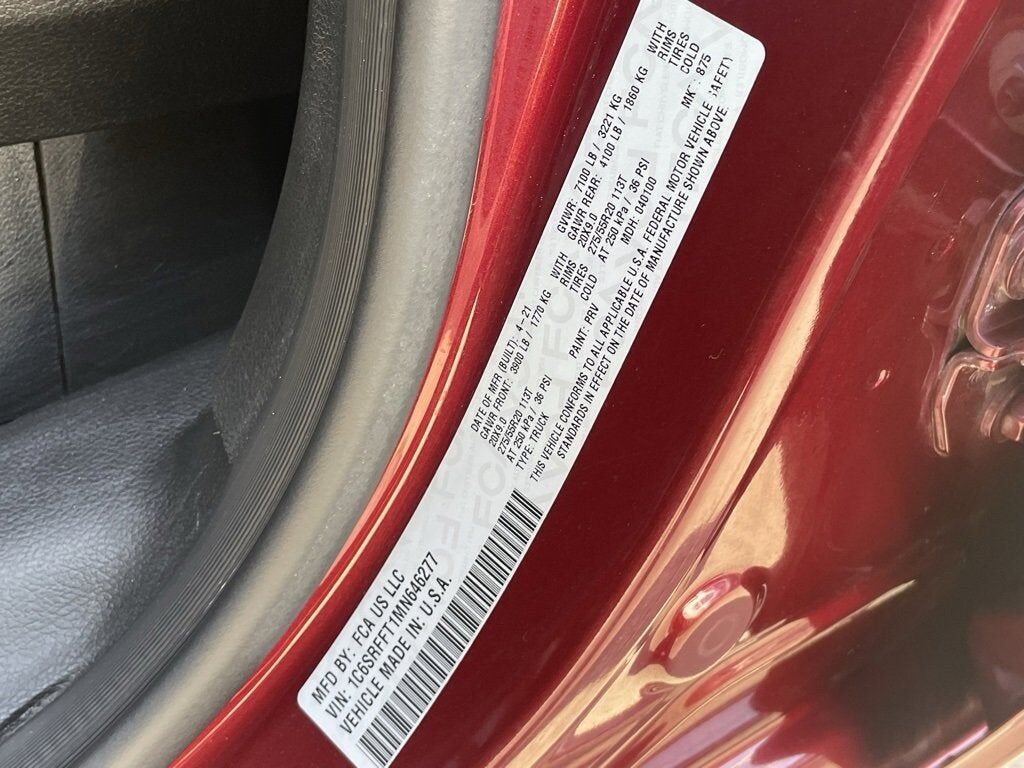 MFD BY: FCA US LLC
VIN: 1C6SRFFT1MN646277
VEHICLE MADE IN: U.S.A.
DATE OF MFR (BUILT): 4-21 GVWR: 7100 LB / 3221 KG
GAWR FRONT: 3900 LB / 1770 KG WITH GAWR REAR: 4100 LB / 1860 KG WITH
20X9.0 RIMS 20X9.0 RIMS
275/55R20 113T TIRES 275/55R20 113T TIRES
AT 250 kPa / 36 PSI COLD AT 250 kPa / 36 PSI COLD
TYPE: TRUCK PAINT: PRV MDH: 040100 875
THIS VEHICLE CONFORMS TO ALL APPLICABLE U.S.A. FEDERAL MOTOR VEHICLE SAFETY
STANDARDS IN EFFECT ON THE DATE OF MANUFACTURE SHOWN ABOVE.